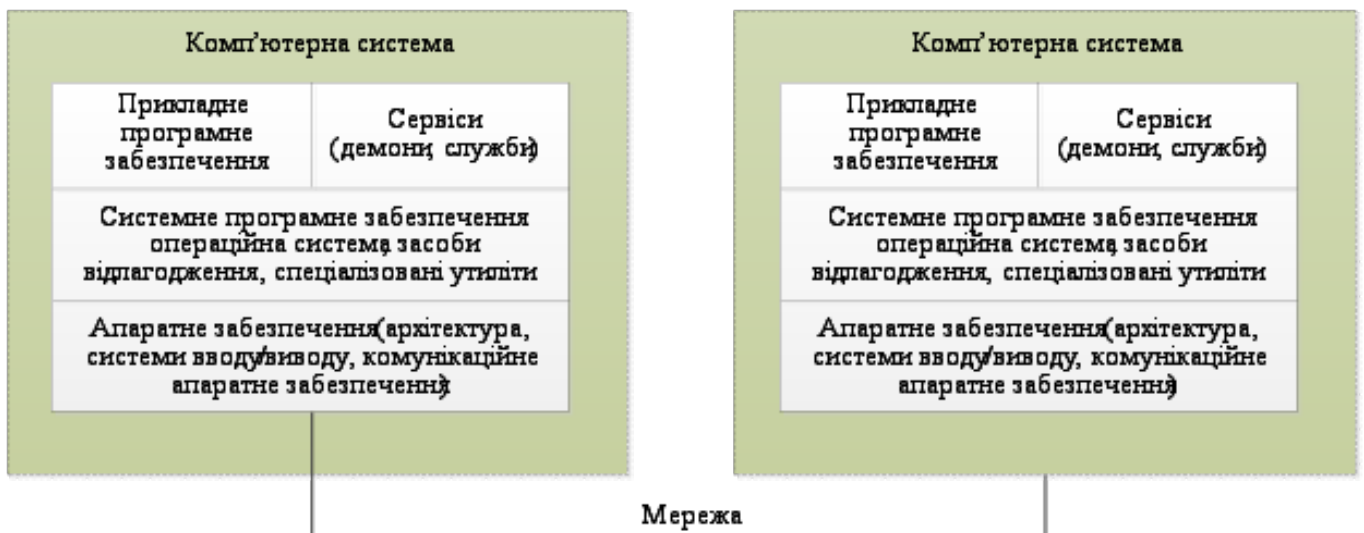 Комп’ютерна система
Прикладне
програмне
забезпечення
Сервіси
(демони, служби)
Системне програмне забезпечення
операційна система, засоби
відлагодження, спеціалізовані утиліти
Апаратне забезпечення(архітектура,
системи вводу/виводу, комунікаційне
апаратне забезпечення)
Комп’ютерна система
Прикладне
програмне
забезпечення
Сервіси
(демони, служби)
Системне програмне забезпечення
операційна система, засоби
відлагодження, спеціалізовані утиліти
Апаратне забезпечення(архітектура,
системи вводу/виводу, комунікаційне
апаратне забезпечення)
Мережа